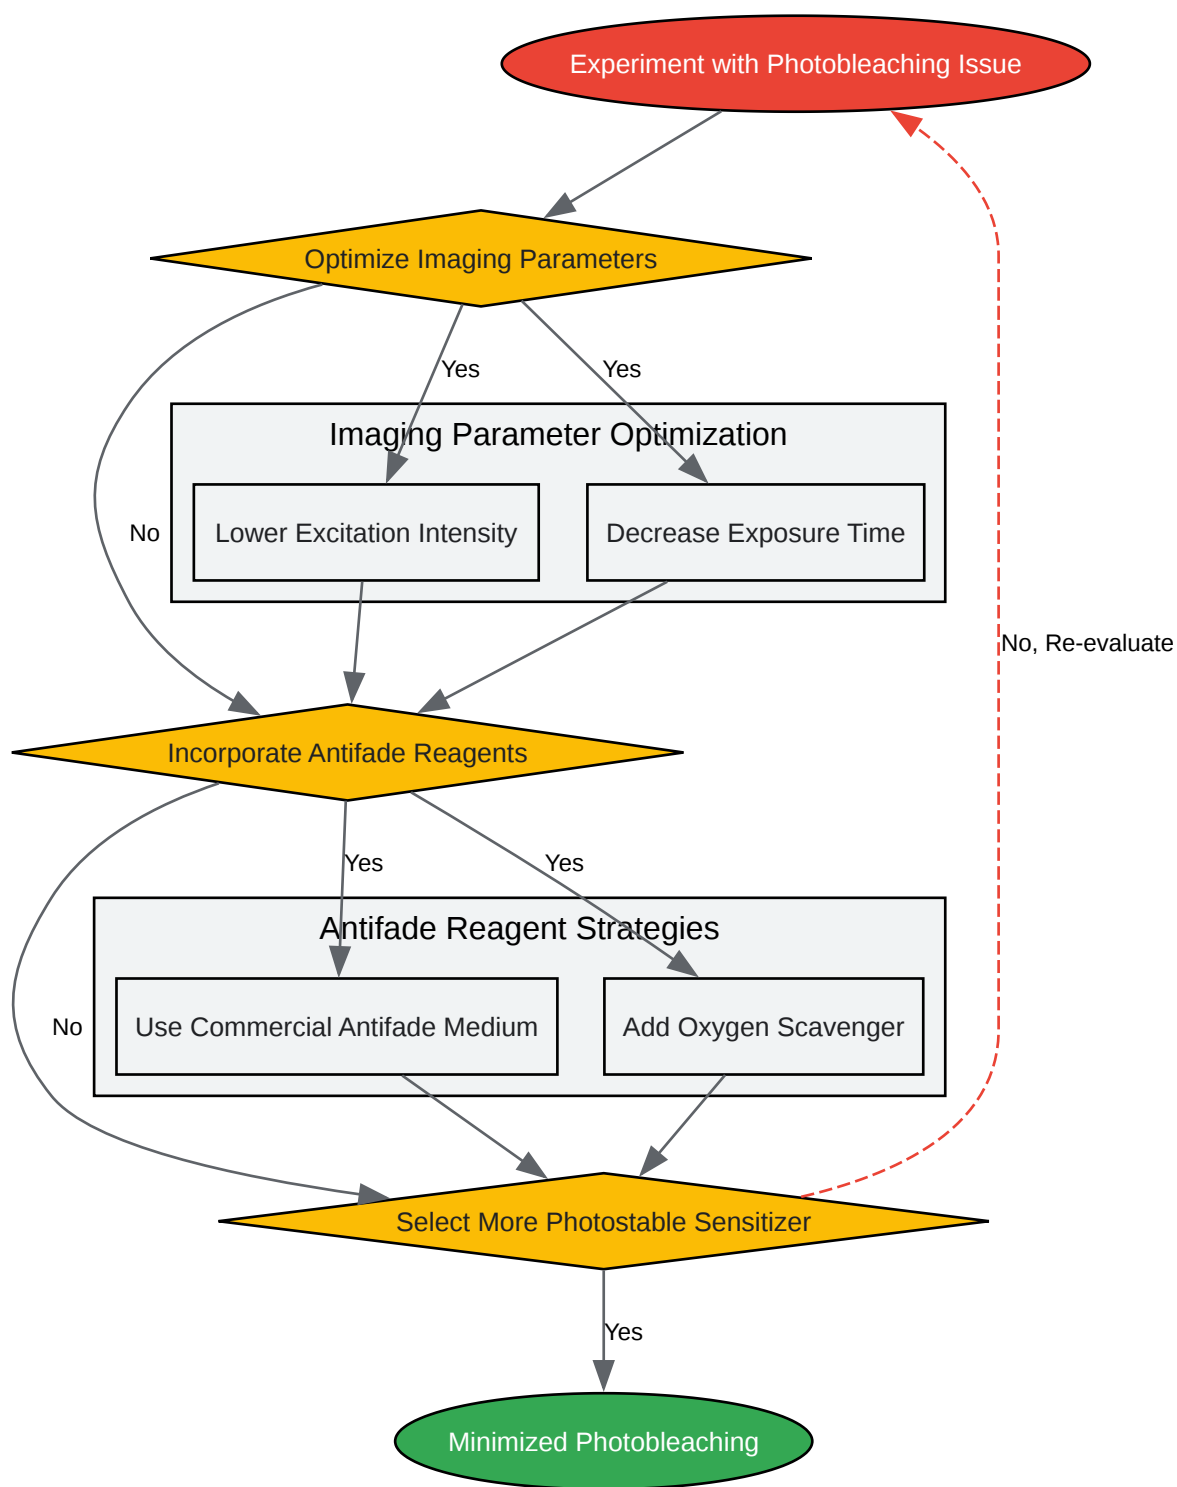 Experiment with Photobleaching Issue
Optimize Imaging Parameters
Yes
Yes
Imaging Parameter Optimization
No
Lower Excitation Intensity
Decrease Exposure Time
No, Re-evaluate
Incorporate Antifade Reagents
Yes
Yes
Antifade Reagent Strategies
No
Use Commercial Antifade Medium
Add Oxygen Scavenger
Select More Photostable Sensitizer
Yes
Minimized Photobleaching